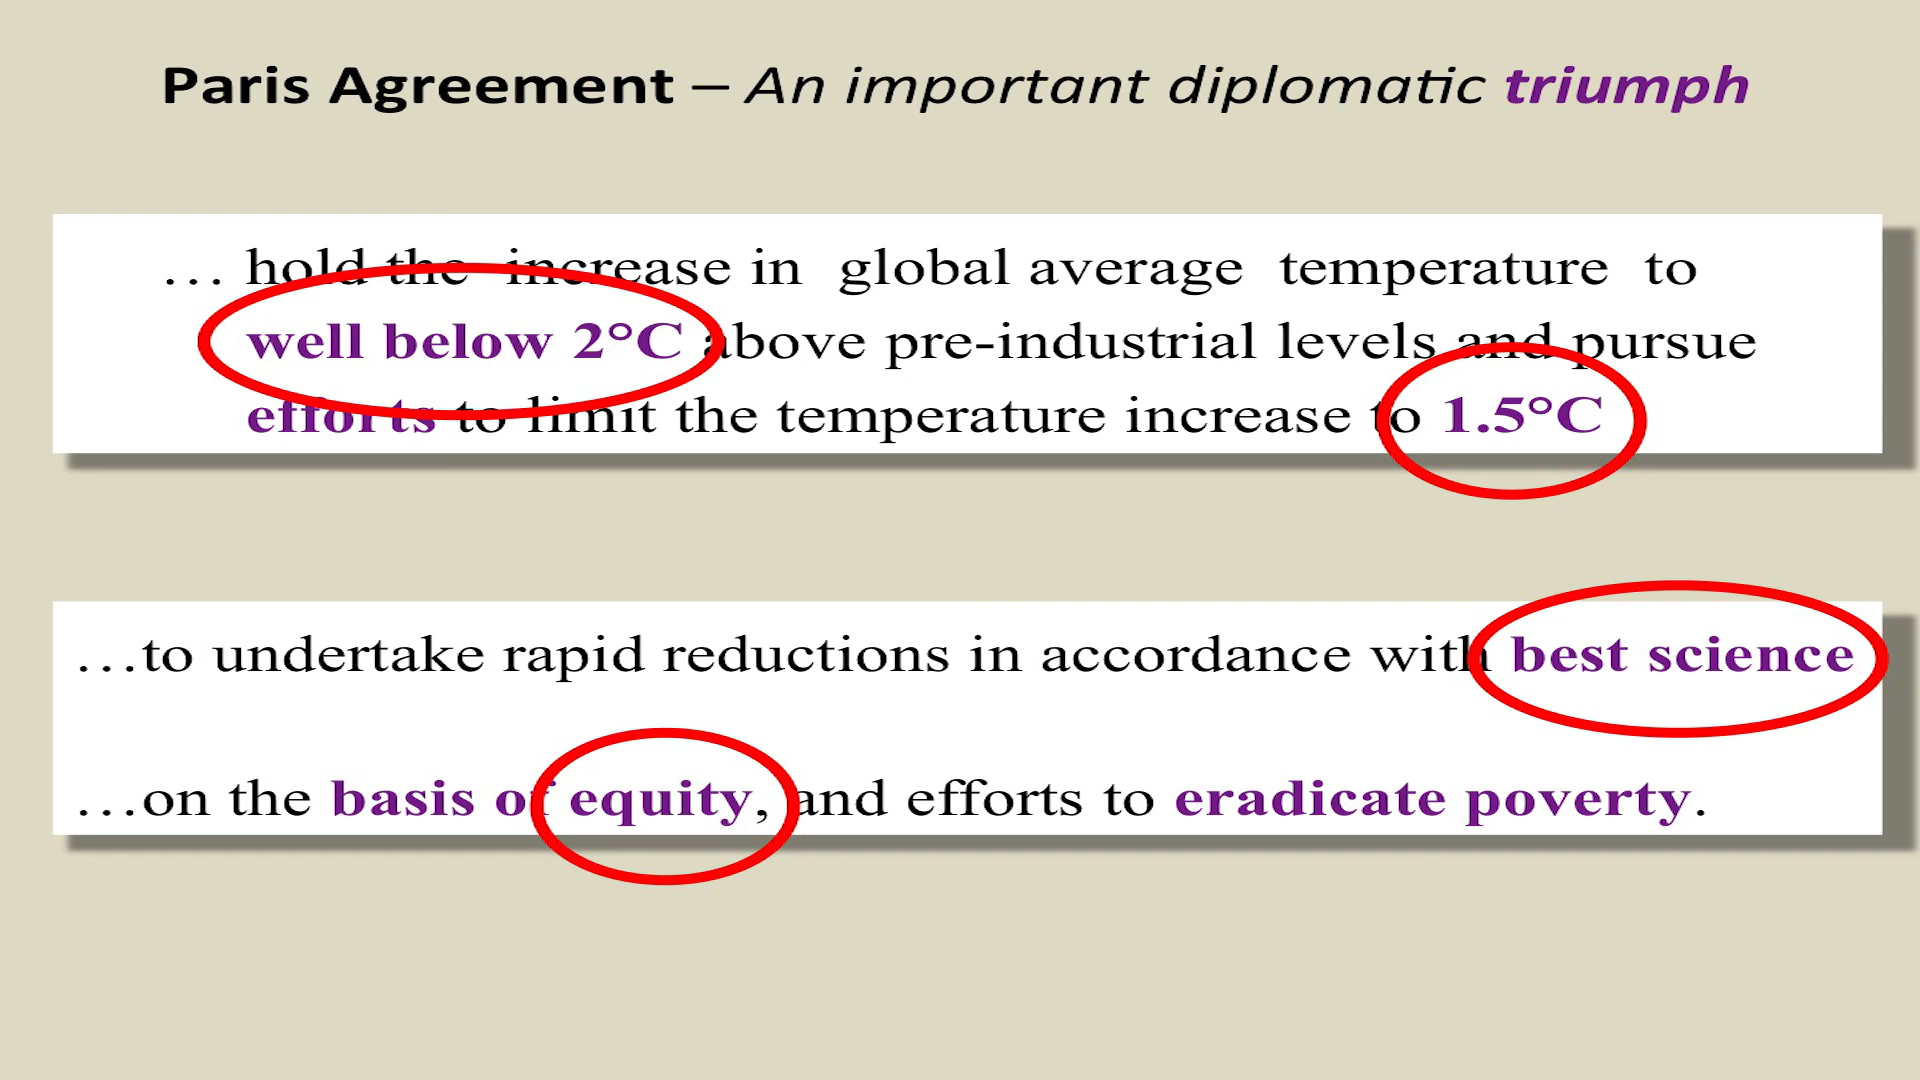 Paris Agreement – An important diplomatic triumph
… hold the increase in global average temperature to
well below 2°C above pre-industrial levels and pursue
efforts to limit the temperature increase to 1.5°C
…to undertake rapid reductions in accordance with best science
…on the basis of equity, and efforts to eradicate poverty.